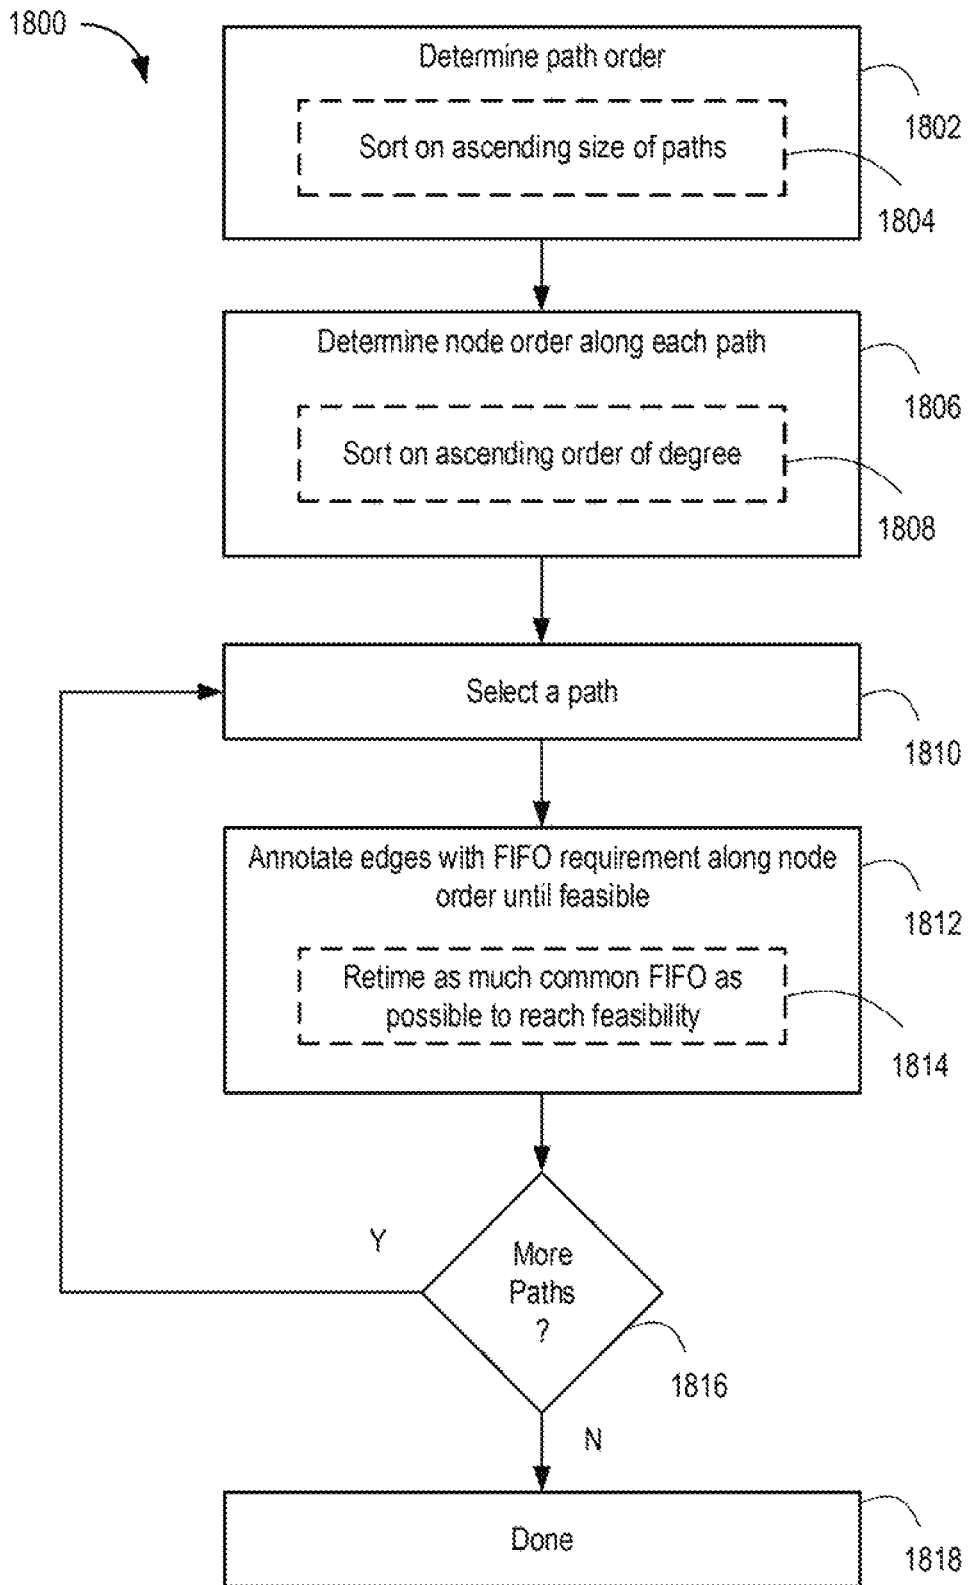 1800
Determine path order
1802
Sort on ascending size of paths
1804
Determine node order along each path
1806
Sort on ascending order of degree
1808
Select a path
1810
Annotate edges with FIFO requirement along node
order until feasible
1812
Retime as much common FIFO as
possible to reach feasibility
1814
Y
More
Paths
?
1816
N
Done
1818